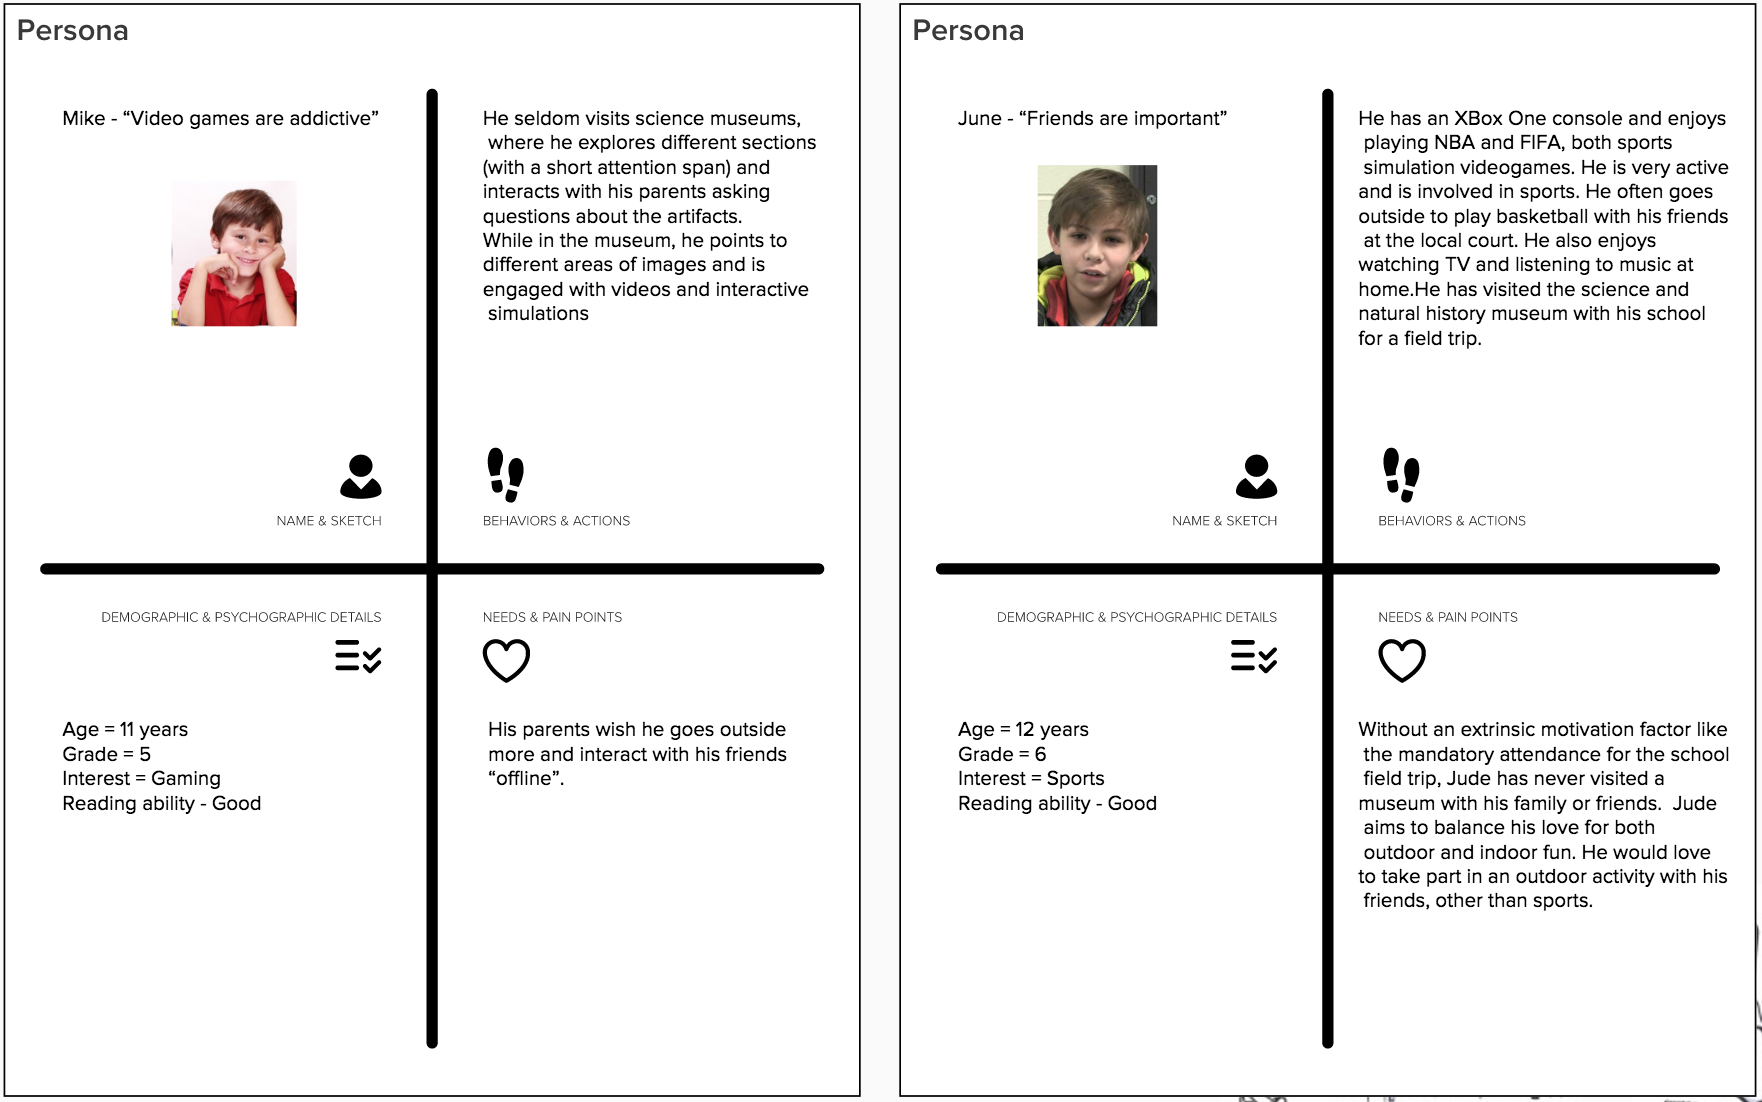 Persona
Mike - “Video games are addictive”
He seldom visits science museums,
where he explores different sections
(with a short attention span) and
interacts with his parents asking
questions about the artifacts.
While in the museum, he points to
different areas of images and is
engaged with videos and interactive
simulations
NAME & SKETCH
BEHAVIORS & ACTIONS
DEMOGRAPHIC & PSYCHOGRAPHIC DETAILS
NEEDS & PAIN POINTS
Age = 11 years
Grade = 5
Interest = Gaming
Reading ability - Good
His parents wish he goes outside
more and interact with his friends
“offline”.
Persona
June - “Friends are important”
He has an XBox One console and enjoys
playing NBA and FIFA, both sports
simulation videogames. He is very active
and is involved in sports. He often goes
outside to play basketball with his friends
at the local court. He also enjoys
watching TV and listening to music at
home.He has visited the science and
natural history museum with his school
for a field trip.
NAME & SKETCH
BEHAVIORS & ACTIONS
DEMOGRAPHIC & PSYCHOGRAPHIC DETAILS
NEEDS & PAIN POINTS
Age = 12 years
Grade = 6
Interest = Sports
Reading ability - Good
Without an extrinsic motivation factor like
the mandatory attendance for the school
field trip, Jude has never visited a
museum with his family or friends.  Jude
aims to balance his love for both
outdoor and indoor fun. He would love
to take part in an outdoor activity with his
friends, other than sports.